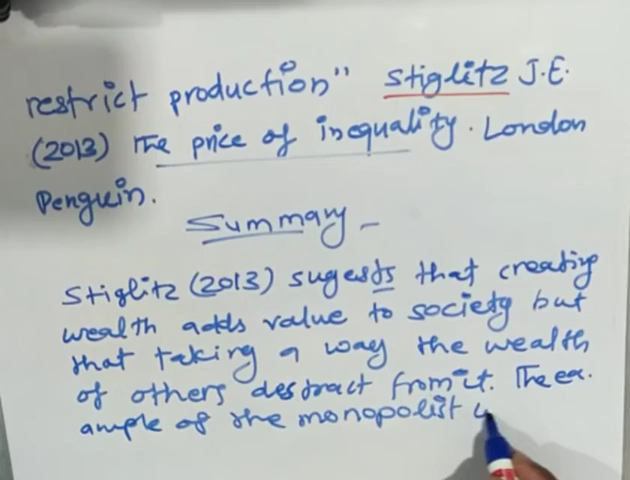 restrict production" Stiglitz J.E.
(2013) The price of inequality. London
Penguin.
Summary -
Stiglitz (2013) sugests that creating
wealth adds value to society but
that taking a way the wealth
of others destract from it. The ex.
ample of the monopolist